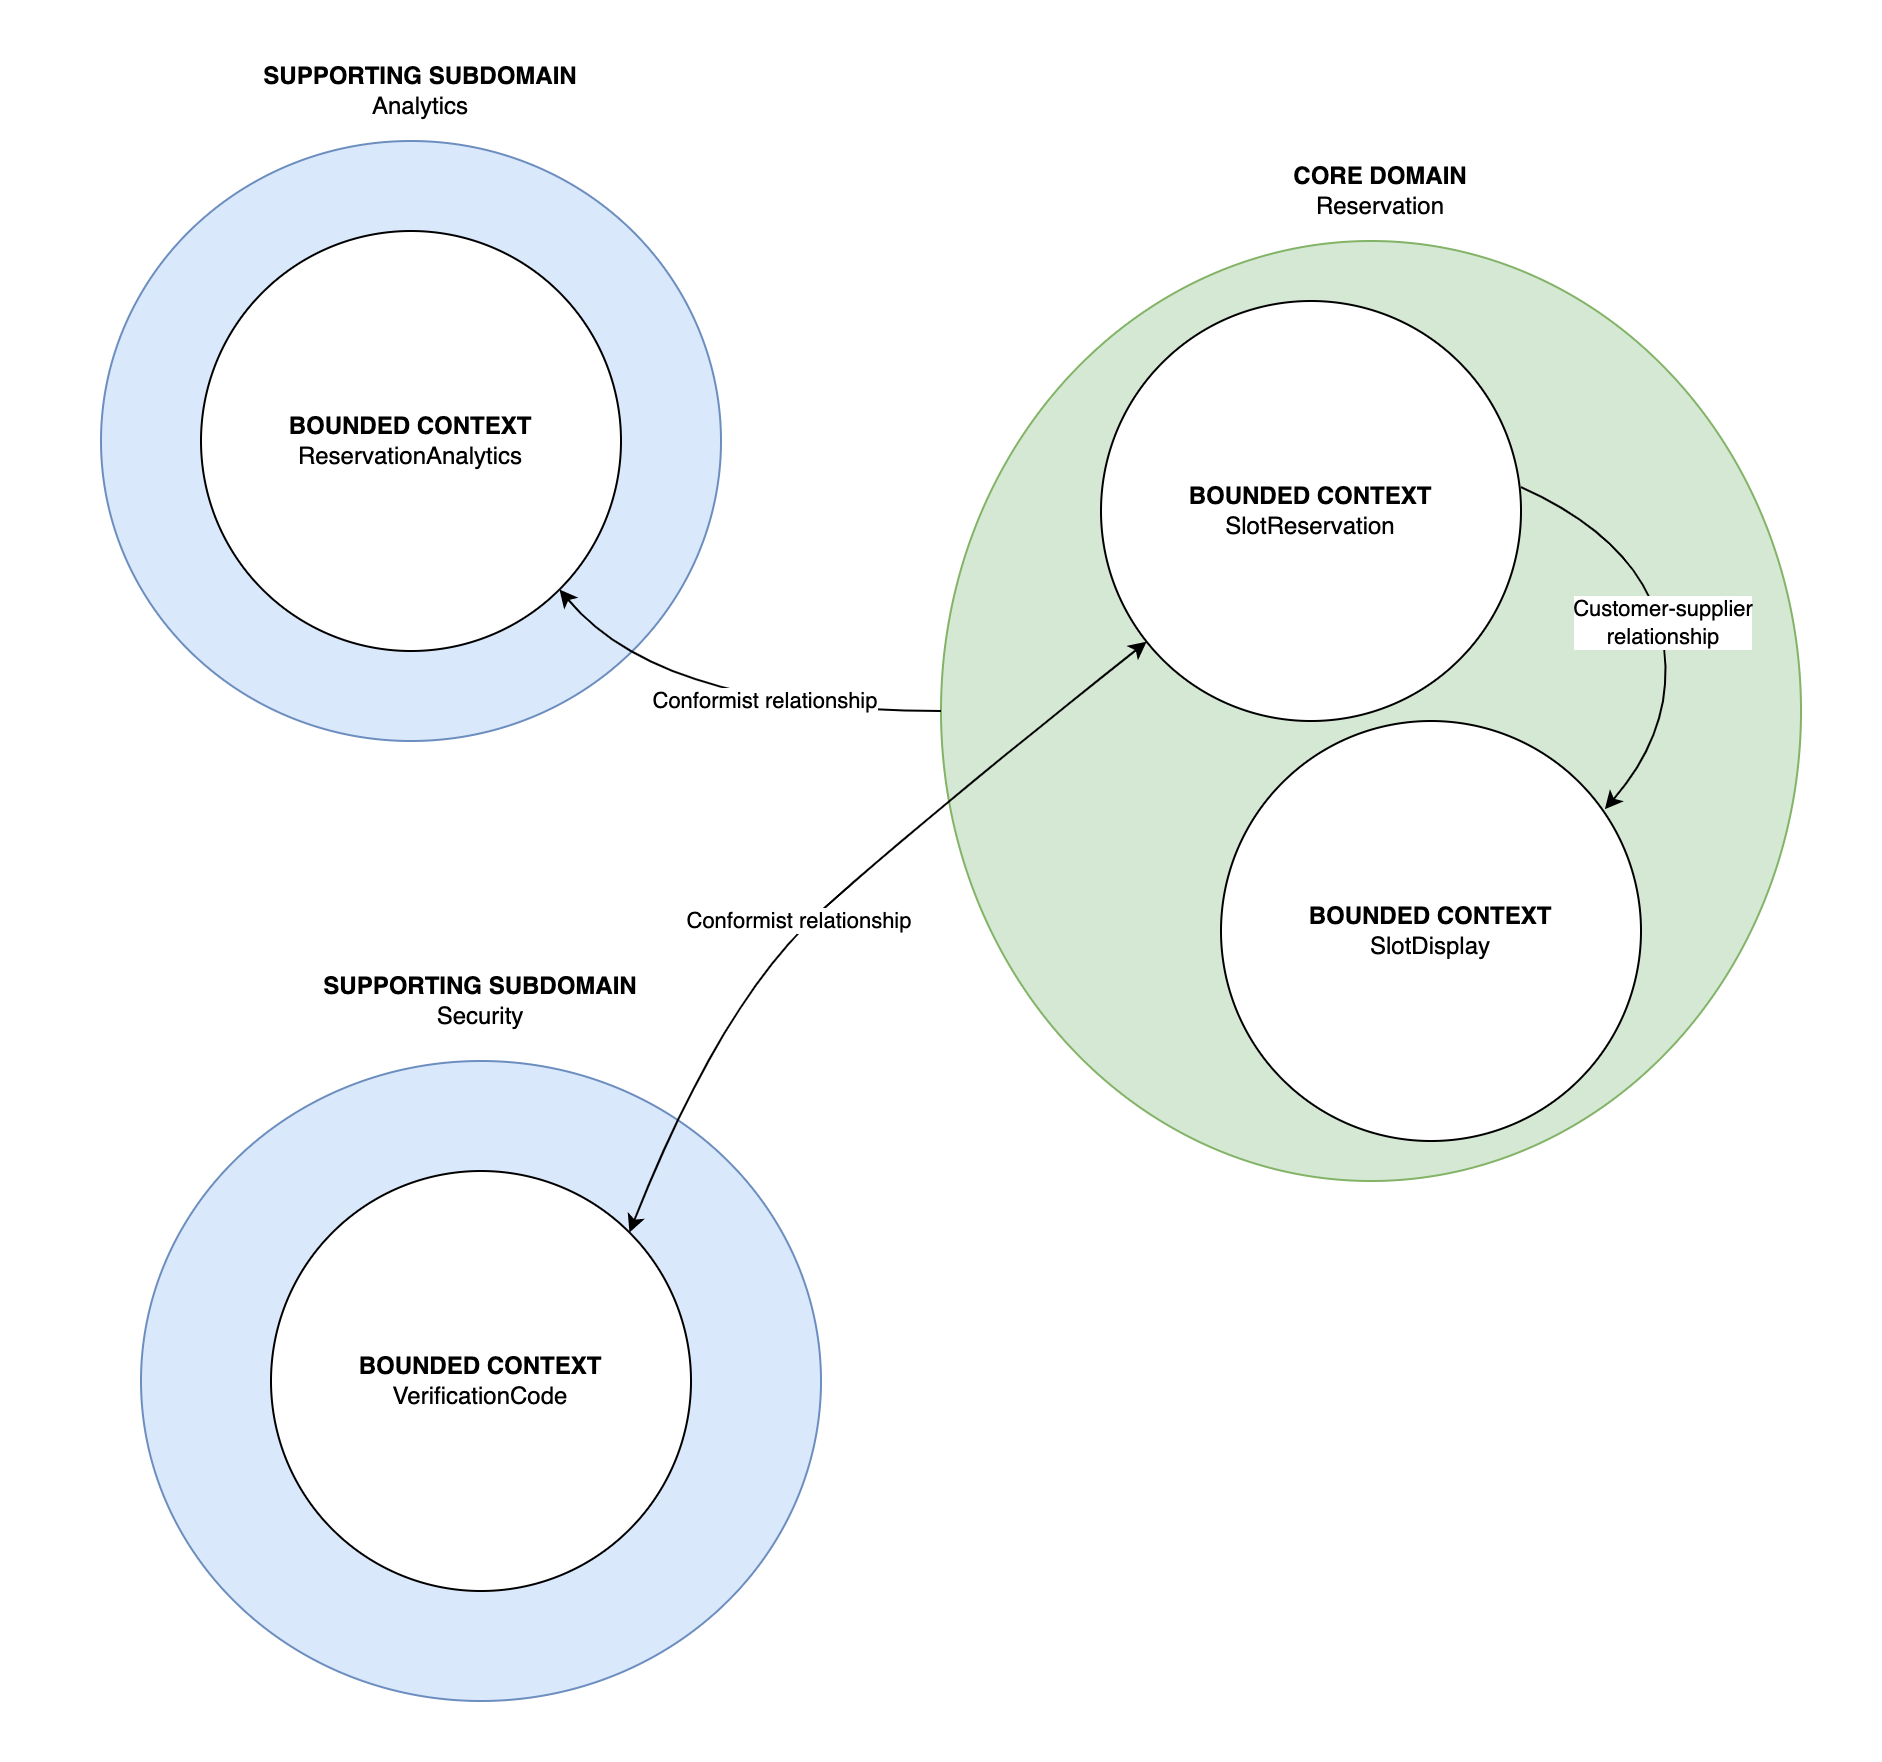 SUPPORTING SUBDOMAIN
Analytics
BOUNDED CONTEXT
ReservationAnalytics
CORE DOMAIN
Reservation
BOUNDED CONTEXT
SlotReservation
Customer-supplier
relationship
Conformist relationship
BOUNDED CONTEXT
SlotDisplay
Conformist relationship
SUPPORTING SUBDOMAIN
Security
BOUNDED CONTEXT
VerificationCode